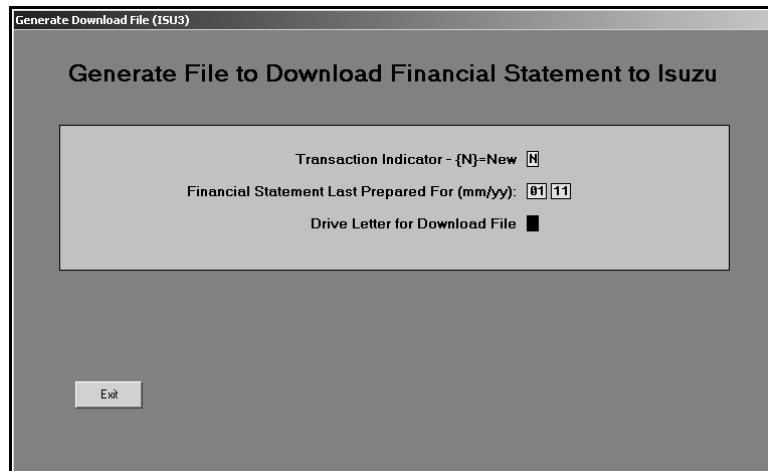 Generate Download File (ISU3)
Generate File to Download Financial Statement to Isuzu
Transaction Indicator - {N}=New N
Financial Statement Last Prepared For (mm/yy): 01 11
Drive Letter for Download File
Exit